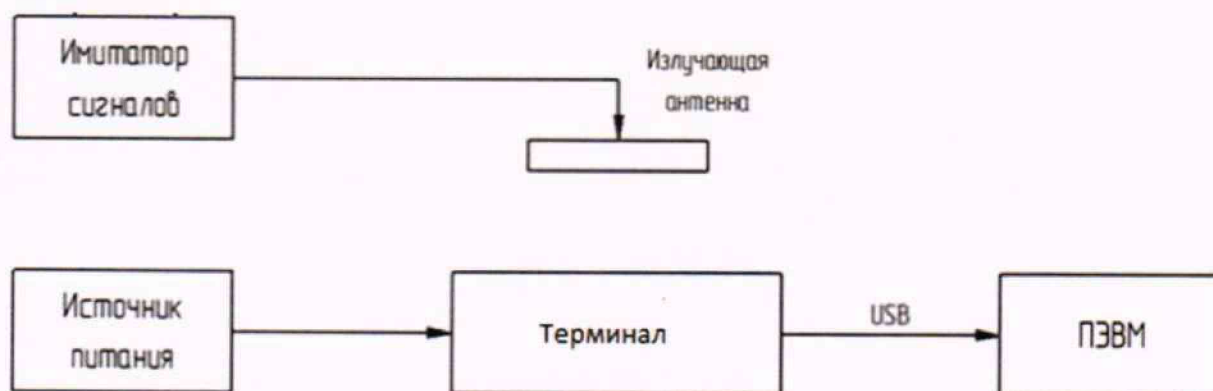 Имитатор
сигналов
Излучающая
антенна
Источник
питания
Терминал
USB
ПЭВМ